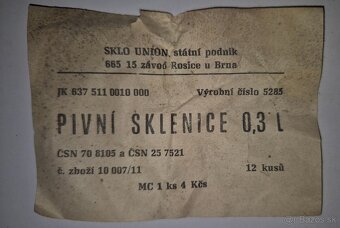 SKLO UNION, státní podnik
665 15 závod Rosice u Brna
JK 637 511 0010 000 Výrobní číslo 5285
PIVNÍ SKLENICE 0,3 L
ČSN 70 8105 a ČSN 25 7521
č. zboží 10 007/11 12 kusů
MC 1 ks 4 Kčs
bazos.sk